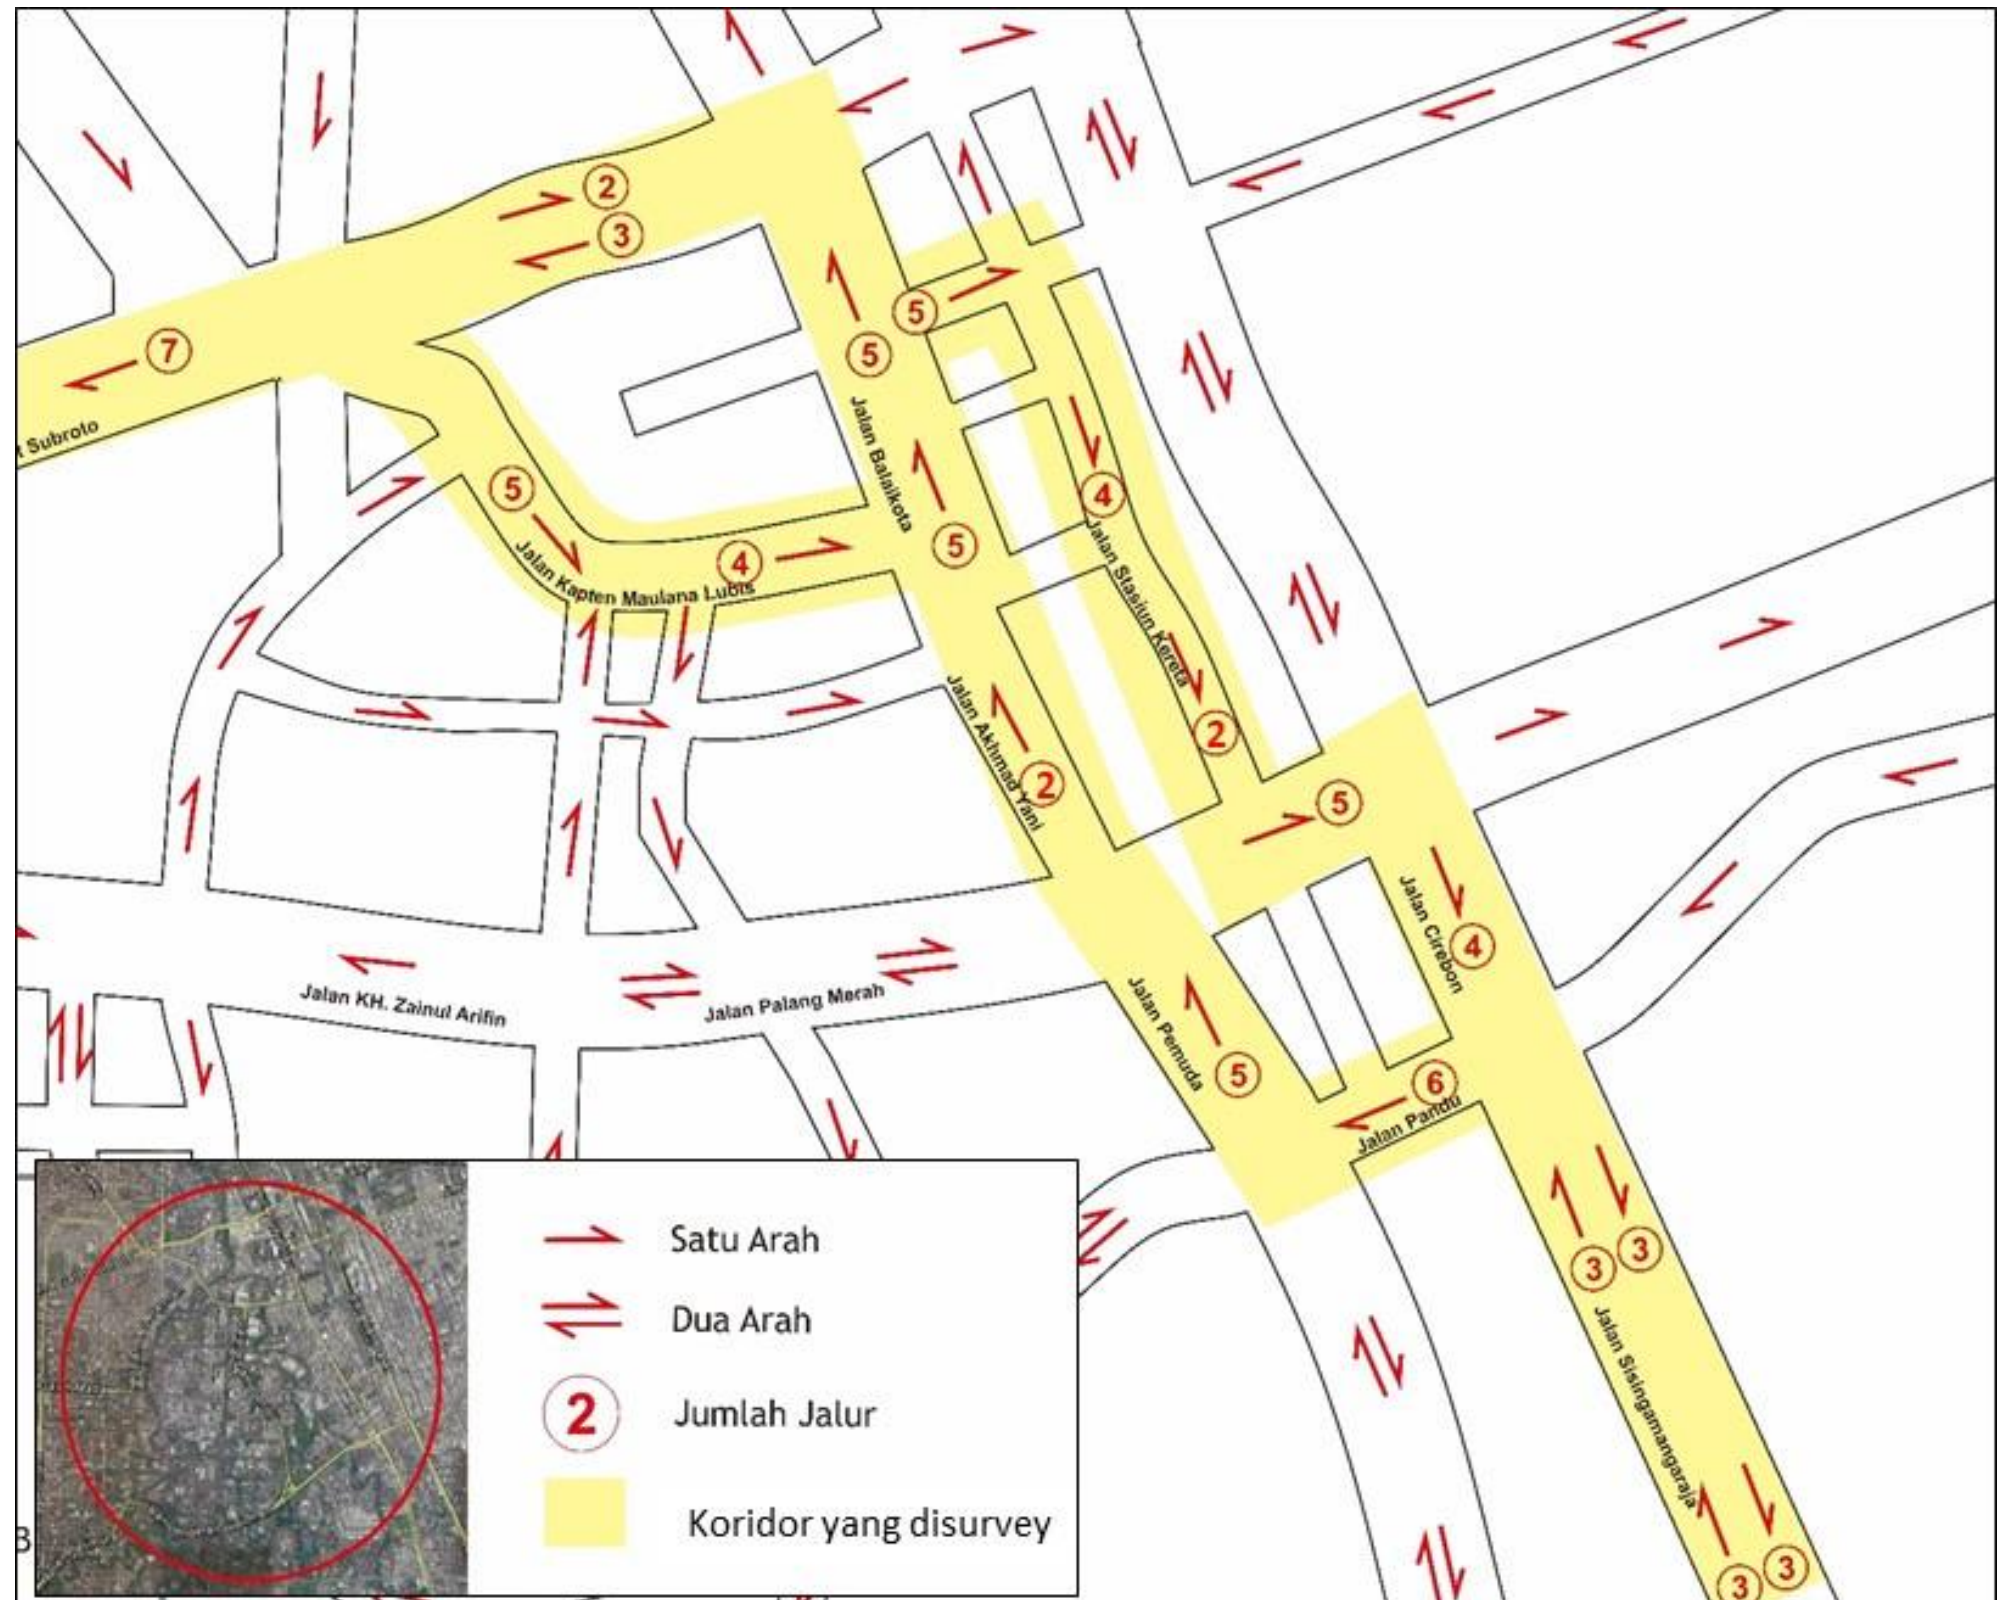 2
3
7
5
5
t Subroto
Jalan Balaikota
5
4
5
4
5
Jalan Kapten Maulana Lubis
Jalan Stasiun Kereta
2
Jalan Akhmad Yani
2
5
Jalan Cirebon
4
Jalan KH. Zainul Arifin
Jalan Palang Merah
Jalan Pemuda
5
6
Jalan Pandu
3
3
Jalan Sisingamangaraja
3
3
Satu Arah
Dua Arah
2
Jumlah Jalur
Koridor yang disurvey